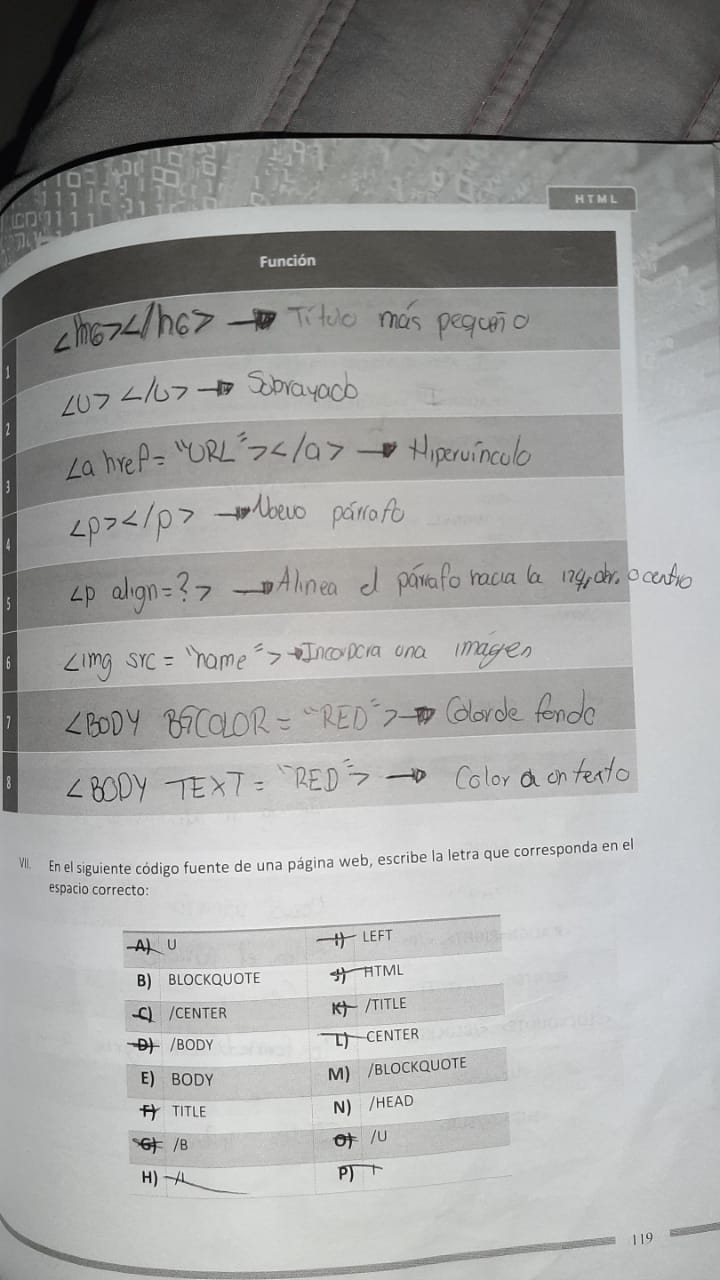 HTML
Función
1 <h6></h6> → Título más pequeño
2 <U> </U> → Sobrayado
3 <a href= "URL"></a> → Hipervínculo
4 <p></p> → Nuevo párrafo
5 <p align=?> → Alinea el párrafo hacia la izq, o centro
6 <img src = "name"> → Incorpora una imágen
7 <BODY BGCOLOR = "RED"> → Color de fondo
8 <BODY TEXT = "RED"> → Color a un texto
VII. En el siguiente código fuente de una página web, escribe la letra que corresponda en el
espacio correcto:
A) U I) LEFT
B) BLOCKQUOTE J) HTML
C) /CENTER K) /TITLE
D) /BODY L) CENTER
E) BODY M) /BLOCKQUOTE
F) TITLE N) /HEAD
G) /B O) /U
H) P)
119